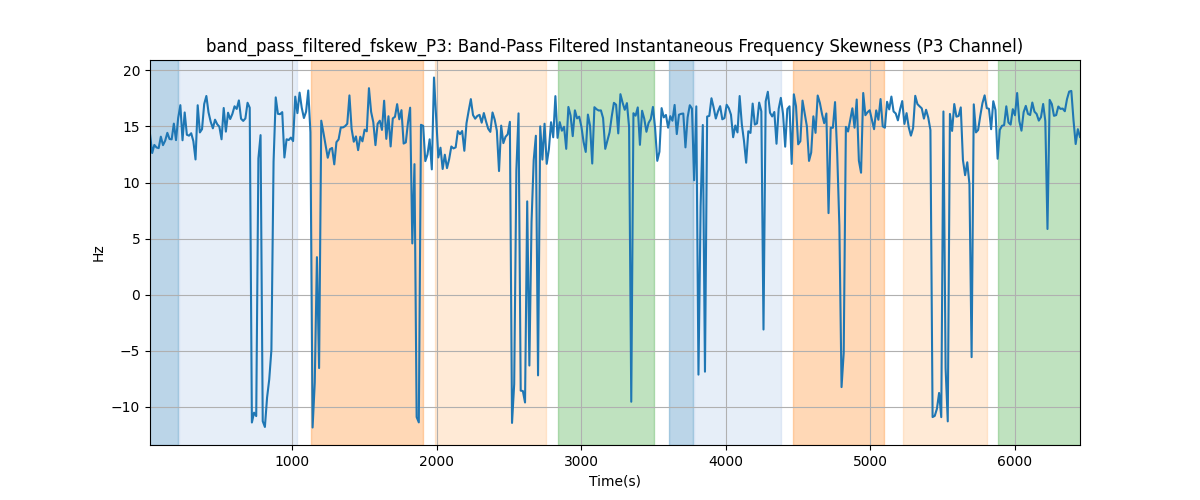 band_pass_filtered_fskew_P3: Band-Pass Filtered Instantaneous Frequency Skewness (P3 Channel)
20
15
10
5
0
−5
−10
Hz
1000 2000 3000 4000 5000 6000
Time(s)